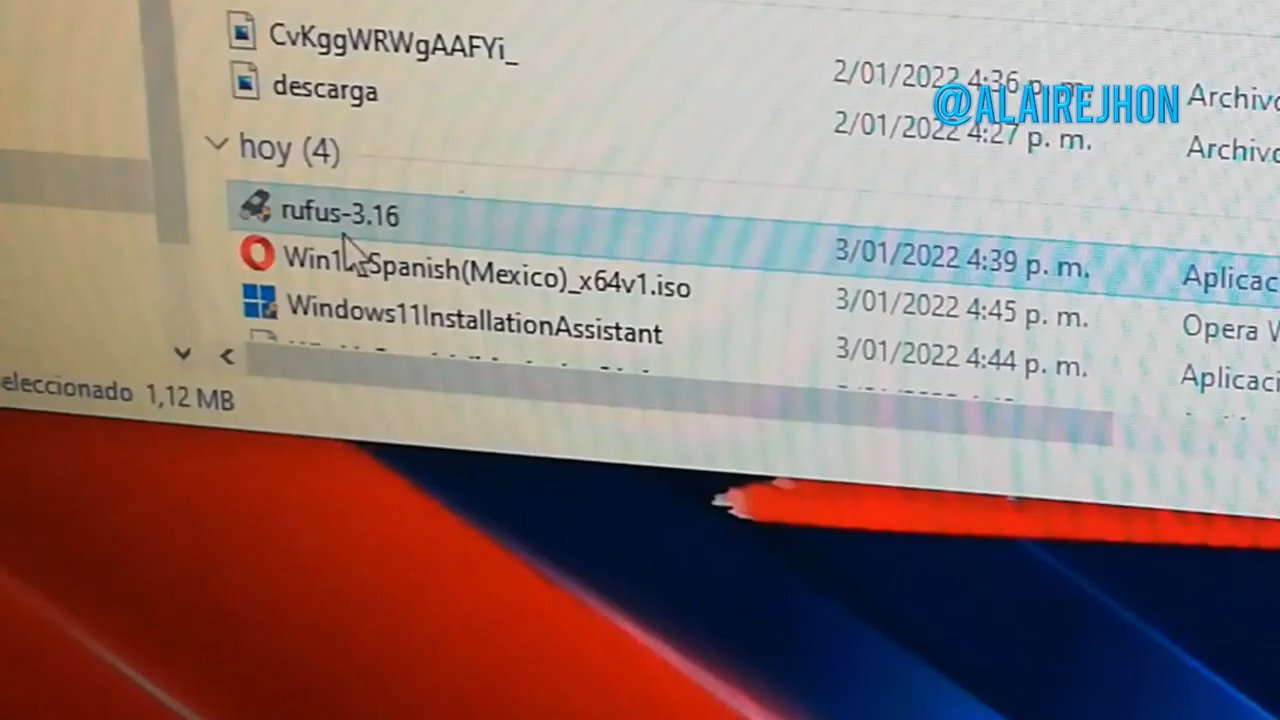 CvKggWRWgAAFYi_ 2/01/2022 4:36 p. m.
@ALAIREJHON
Archivo
descarga 2/01/2022 4:27 p. m. Archivo
hoy (4)
rufus-3.16 3/01/2022 4:39 p. m. Aplicac
Spanish(Mexico)_x64v1.iso 3/01/2022 4:45 p. m. Opera W
Windows11InstallationAssistant 3/01/2022 4:44 p. m. Aplicaci
eleccionado 1,12 MB